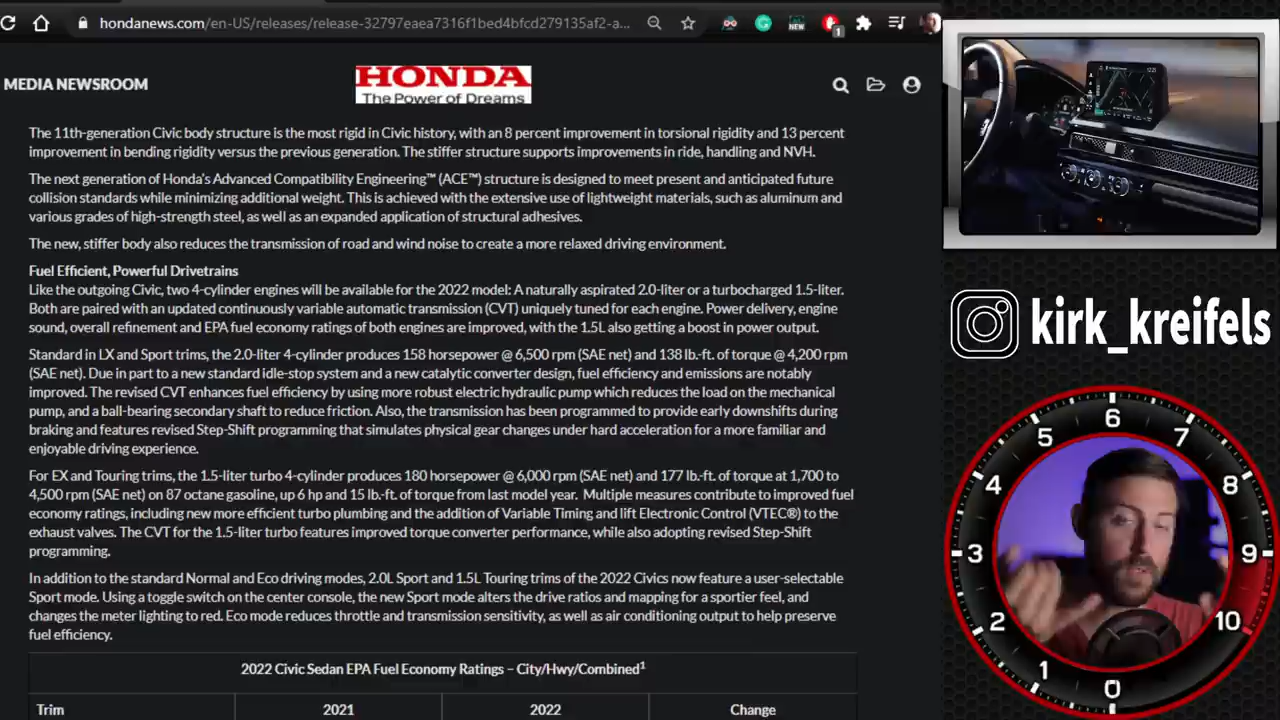 hondanews.com/en-US/releases/release-32797eaea7316f1bed4bfcd279135af2-a...
NEW
1
MEDIA NEWSROOM
HONDA
The Power of Dreams
The 11th-generation Civic body structure is the most rigid in Civic history, with an 8 percent improvement in torsional rigidity and 13 percent
improvement in bending rigidity versus the previous generation. The stiffer structure supports improvements in ride, handling and NVH.
The next generation of Honda's Advanced Compatibility Engineering™ (ACE™) structure is designed to meet present and anticipated future
collision standards while minimizing additional weight. This is achieved with the extensive use of lightweight materials, such as aluminum and
various grades of high-strength steel, as well as an expanded application of structural adhesives.
The new, stiffer body also reduces the transmission of road and wind noise to create a more relaxed driving environment.
Fuel Efficient, Powerful Drivetrains
Like the outgoing Civic, two 4-cylinder engines will be available for the 2022 model: A naturally aspirated 2.0-liter or a turbocharged 1.5-liter.
Both are paired with an updated continuously variable automatic transmission (CVT) uniquely tuned for each engine. Power delivery, engine
sound, overall refinement and EPA fuel economy ratings of both engines are improved, with the 1.5L also getting a boost in power output.
Standard in LX and Sport trims, the 2.0-liter 4-cylinder produces 158 horsepower @ 6,500 rpm (SAE net) and 138 lb.-ft. of torque @ 4,200 rpm
(SAE net). Due in part to a new standard idle-stop system and a new catalytic converter design, fuel efficiency and emissions are notably
improved. The revised CVT enhances fuel efficiency by using more robust electric hydraulic pump which reduces the load on the mechanical
pump, and a ball-bearing secondary shaft to reduce friction. Also, the transmission has been programmed to provide early downshifts during
braking and features revised Step-Shift programming that simulates physical gear changes under hard acceleration for a more familiar and
enjoyable driving experience.
For EX and Touring trims, the 1.5-liter turbo 4-cylinder produces 180 horsepower @ 6,000 rpm (SAE net) and 177 lb.-ft. of torque at 1,700 to
4,500 rpm (SAE net) on 87 octane gasoline, up 6 hp and 15 lb.-ft. of torque from last model year. Multiple measures contribute to improved fuel
economy ratings, including new more efficient turbo plumbing and the addition of Variable Timing and lift Electronic Control (VTEC®) to the
exhaust valves. The CVT for the 1.5-liter turbo features improved torque converter performance, while also adopting revised Step-Shift
programming.
In addition to the standard Normal and Eco driving modes, 2.0L Sport and 1.5L Touring trims of the 2022 Civics now feature a user-selectable
Sport mode. Using a toggle switch on the center console, the new Sport mode alters the drive ratios and mapping for a sportier feel, and
changes the meter lighting to red. Eco mode reduces throttle and transmission sensitivity, as well as air conditioning output to help preserve
fuel efficiency.
2022 Civic Sedan EPA Fuel Economy Ratings – City/Hwy/Combined1
Trim 2021 2022 Change
kirk_kreifels
0 1 2 3 4 5 6 7 8 9 10